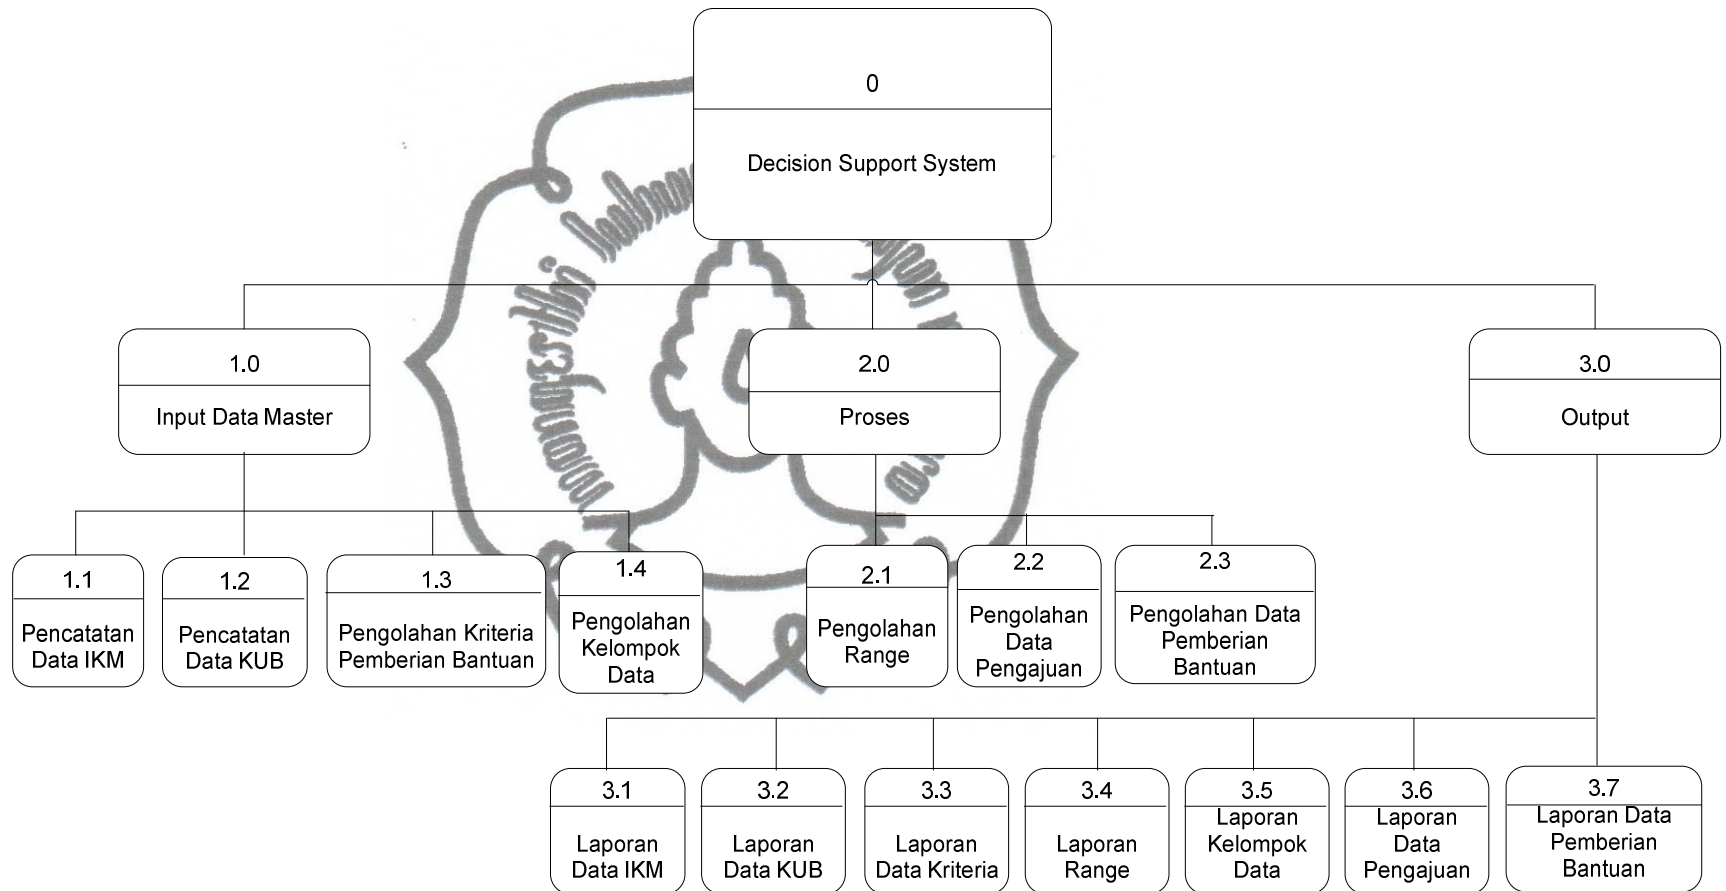 0
Decision Support System
1.0
Input Data Master
2.0
Proses
3.0
Output
1.1
Pencatatan
Data IKM
1.2
Pencatatan
Data KUB
1.3
Pengolahan Kriteria
Pemberian Bantuan
1.4
Pengolahan
Kelompok
Data
2.1
Pengolahan
Range
2.2
Pengolahan
Data
Pengajuan
2.3
Pengolahan Data
Pemberian
Bantuan
3.1
Laporan
Data IKM
3.2
Laporan
Data KUB
3.3
Laporan
Data Kriteria
3.4
Laporan
Range
3.5
Laporan
Kelompok
Data
3.6
Laporan
Data
Pengajuan
3.7
Laporan Data
Pemberian
Bantuan